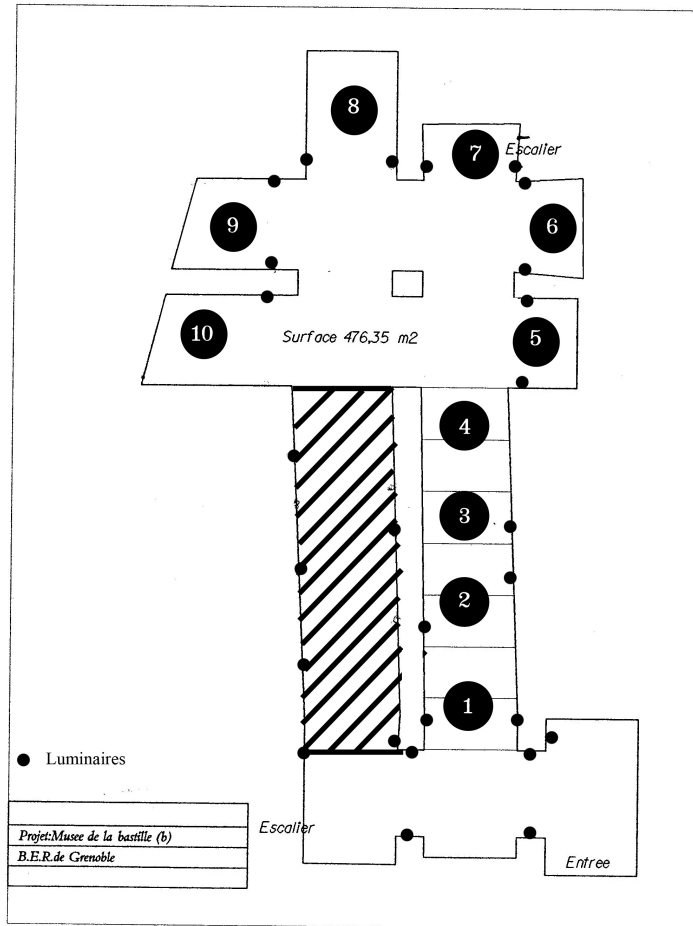 8
7
Escalier
9
6
10
Surface 476,35 m2
5
4
3
2
1
Luminaires
Escalier
Projet:Musee de la bastille (b)
B.E.R.de Grenoble
Entree